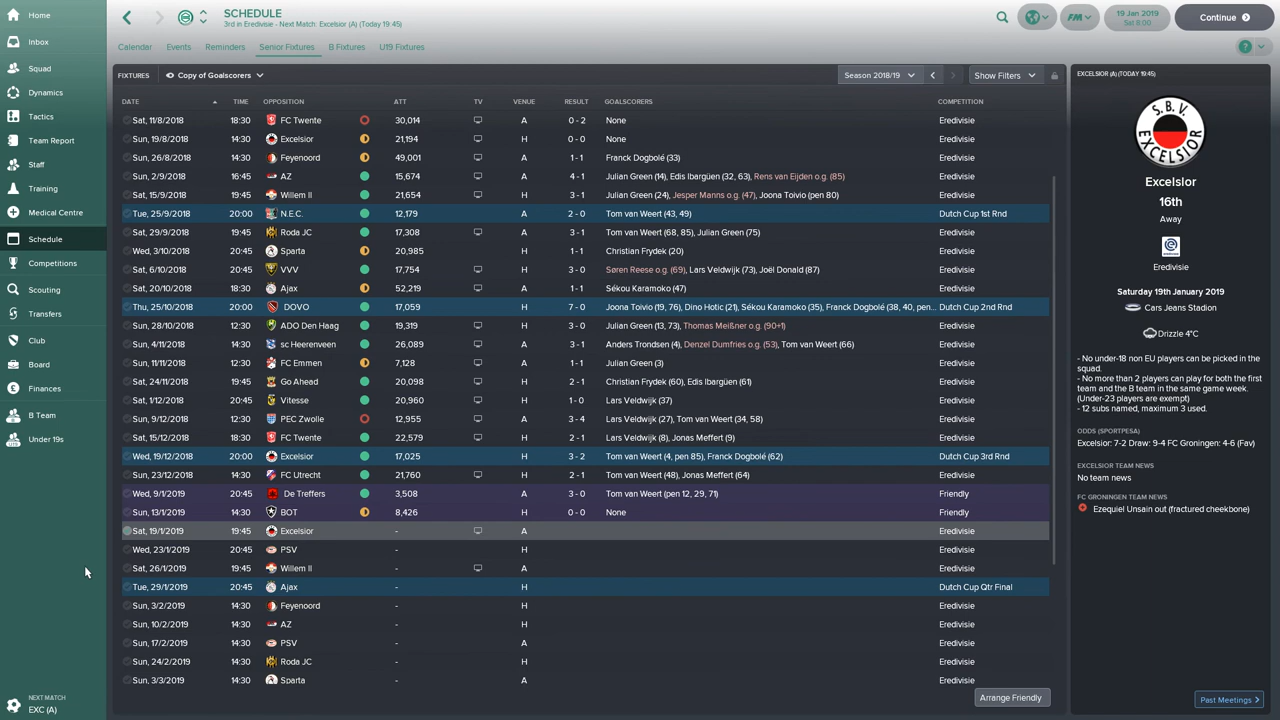 Home
Inbox
Squad
Dynamics
Tactics
Team Report
Staff
Training
Medical Centre
Schedule
Competitions
Scouting
Transfers
Club
Board
Finances
B Team
Under 19s
NEXT MATCH
EXC (A)
SCHEDULE
3rd in Eredivisie - Next Match: Excelsior (A) (Today 19:45)
FM
19 Jan 2019
Sat 8:00
Continue
Calendar Events Reminders Senior Fixtures B Fixtures U19 Fixtures
?
FIXTURES Copy of Goalscorers Season 2018/19 Show Filters
DATE TIME OPPOSITION ATT TV VENUE RESULT GOALSCORERS COMPETITION
Sat, 11/8/2018 18:30 FC Twente 30,014 A 0 - 2 None Eredivisie
Sun, 19/8/2018 14:30 Excelsior 21,194 H 0 - 0 None Eredivisie
Sun, 26/8/2018 14:30 Feyenoord 49,001 A 1 - 1 Franck Dogbolé (33) Eredivisie
Sun, 2/9/2018 16:45 AZ 15,674 A 4 - 1 Julian Green (14), Edis Ibargüen (32, 63), Rens van Eijden o.g. (85) Eredivisie
Sat, 15/9/2018 19:45 Willem II 21,654 H 3 - 1 Julian Green (24), Jesper Manns o.g. (47), Joona Toivio (pen 80) Eredivisie
Tue, 25/9/2018 20:00 N.E.C. 12,179 A 2 - 0 Tom van Weert (43, 49) Dutch Cup 1st Rnd
Sat, 29/9/2018 19:45 Roda JC 17,308 A 3 - 1 Tom van Weert (68, 85), Julian Green (75) Eredivisie
Wed, 3/10/2018 20:45 Sparta 20,985 H 1 - 1 Christian Frydek (20) Eredivisie
Sat, 6/10/2018 20:45 VVV 17,754 H 3 - 0 Søren Reese o.g. (69), Lars Veldwijk (73), Joël Donald (87) Eredivisie
Sat, 20/10/2018 18:30 Ajax 52,219 A 1 - 1 Sékou Karamoko (47) Eredivisie
Thu, 25/10/2018 20:00 DOVO 17,059 H 7 - 0 Joona Toivio (19, 76), Dino Hotic (21), Sékou Karamoko (35), Franck Dogbolé (38, 40, pen... Dutch Cup 2nd Rnd
Sun, 28/10/2018 12:30 ADO Den Haag 19,319 H 3 - 0 Julian Green (13, 73), Thomas Meißner o.g. (90+1) Eredivisie
Sun, 4/11/2018 14:30 sc Heerenveen 26,089 A 3 - 1 Anders Trondsen (4), Denzel Dumfries o.g. (53), Tom van Weert (66) Eredivisie
Sun, 11/11/2018 12:30 FC Emmen 7,128 A 1 - 1 Julian Green (3) Eredivisie
Sat, 24/11/2018 19:45 Go Ahead 20,098 H 2 - 1 Christian Frydek (60), Edis Ibargüen (61) Eredivisie
Sat, 1/12/2018 20:45 Vitesse 21,900 H 1 - 0 Lars Veldwijk (37) Eredivisie
Sun, 9/12/2018 12:30 PEC Zwolle 12,955 A 3 - 4 Lars Veldwijk (27), Tom van Weert (34, 58) Eredivisie
Sat, 15/12/2018 18:30 FC Twente 22,579 H 2 - 1 Lars Veldwijk (8), Jonas Meffert (9) Eredivisie
Wed, 19/12/2018 20:00 Excelsior 17,025 H 3 - 2 Tom van Weert (4, pen 85), Franck Dogbolé (62) Dutch Cup 3rd Rnd
Sun, 23/12/2018 14:30 FC Utrecht 21,760 H 2 - 1 Tom van Weert (48), Jonas Meffert (64) Eredivisie
Wed, 9/1/2019 20:45 De Treffers 3,508 A 3 - 0 Tom van Weert (pen 12, 29, 71) Friendly
Sun, 13/1/2019 14:30 BOT 8,426 H 0 - 0 None Friendly
Sat, 19/1/2019 19:45 Excelsior - A Eredivisie
Wed, 23/1/2019 20:45 PSV - H Eredivisie
Sat, 26/1/2019 19:45 Willem II - A Eredivisie
Tue, 29/1/2019 20:45 Ajax - H Dutch Cup Qtr Final
Sun, 3/2/2019 14:30 Feyenoord - H Eredivisie
Sun, 10/2/2019 14:30 AZ - H Eredivisie
Sun, 17/2/2019 14:30 PSV - A Eredivisie
Sun, 24/2/2019 14:30 Roda JC - H Eredivisie
Sun, 3/3/2019 14:30 Sparta - A Eredivisie
Arrange Friendly
EXCELSIOR (A) (TODAY 19:45)
S.B.V.
EXCELSIOR
Excelsior
16th
Away
Eredivisie
Saturday 19th January 2019
Cars Jeans Stadion
Drizzle 4°C
- No under-18 non EU players can be picked in the
squad.
- No more than 2 players can play for both the first
team and the B team in the same game week.
(Under-23 players are exempt)
- 12 subs named, maximum 3 used.
ODDS (SPORTPESA)
Excelsior: 7-2 Draw: 9-4 FC Groningen: 4-6 (Fav)
EXCELSIOR TEAM NEWS
No team news
FC GRONINGEN TEAM NEWS
Ezequiel Unsain out (fractured cheekbone)
Past Meetings